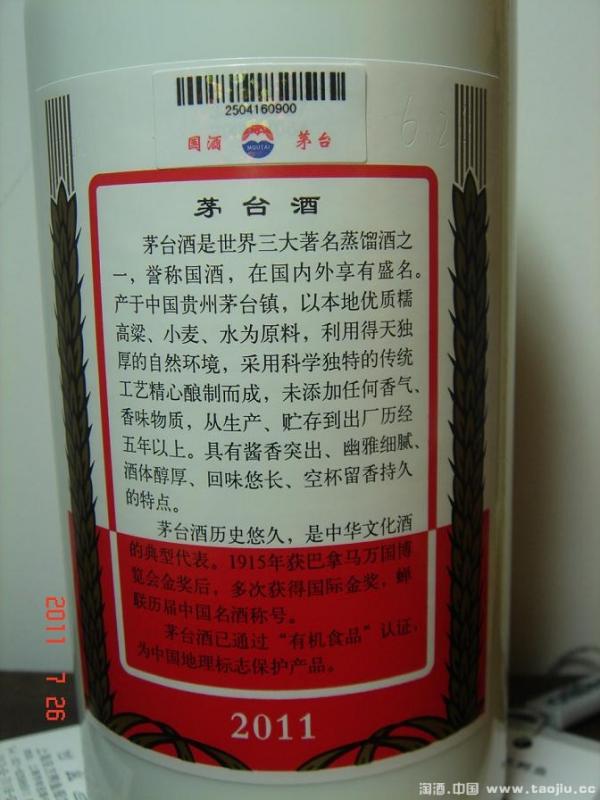 2504160900
国酒 MOUTAI 茅台
茅台酒
茅台酒是世界三大著名蒸馏酒之
一，誉称国酒，在国内外享有盛名。
产于中国贵州茅台镇，以本地优质糯
高粱、小麦、水为原料，利用得天独
厚的自然环境，采用科学独特的传统
工艺精心酿制而成，未添加任何香气、
香味物质，从生产、贮存到出厂历经
五年以上。具有酱香突出、幽雅细腻、
酒体醇厚、回味悠长、空杯留香持久
的特点。
茅台酒历史悠久，是中华文化酒
的典型代表。1915年获巴拿马万国博
览会金奖后，多次获得国际金奖，蝉
联历届中国名酒称号。
茅台酒已通过“有机食品”认证，
为中国地理标志保护产品。
2011
2011 7 26
淘酒.中国 www.taojiu.cc